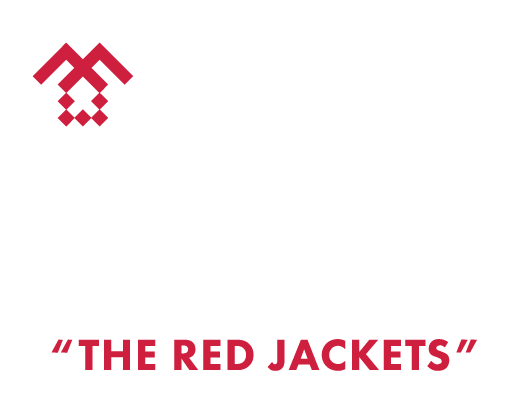 “THE RED JACKETS”